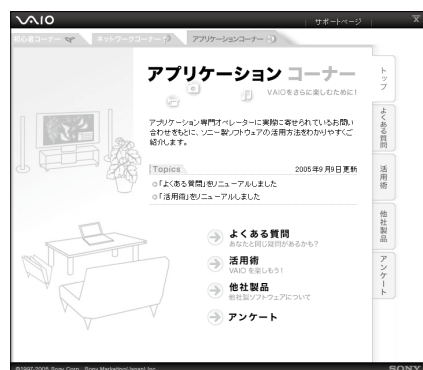 VAIO
サポートページ
初心者コーナー
ネットワークコーナー
アプリケーションコーナー
アプリケーション コーナー
VAIOをさらに楽しむために!
アプリケーション専門オペレーターに実際に寄せられているお問い
合わせをもとに、ソニー製ソフトウェアの活用方法をわかりやすくご
紹介します。
Topics
2005年9月9日更新
「よくある質問」をリニューアルしました
「活用術」をリニューアルしました
よくある質問
あなたと同じ疑問があるかも?
活用術
VAIO を楽しもう!
他社製品
他社製ソフトウェアについて
アンケート
トップ
よくある質問
活用術
他社製品
アンケート
©1997-2005 Sony Corp., Sony Marketing(Japan) Inc.
SONY